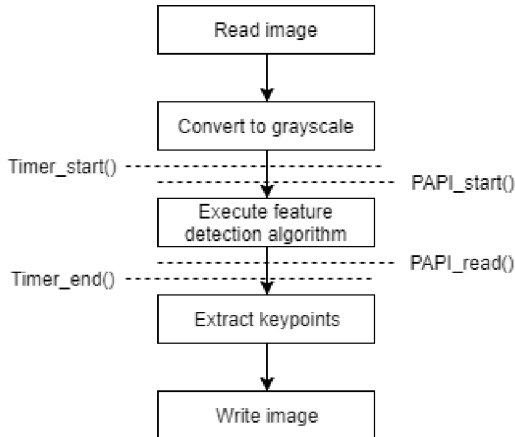 Read image
Convert to grayscale
Timer_start()
PAPI_start()
Execute feature
detection algorithm
PAPI_read()
Timer_end()
Extract keypoints
Write image